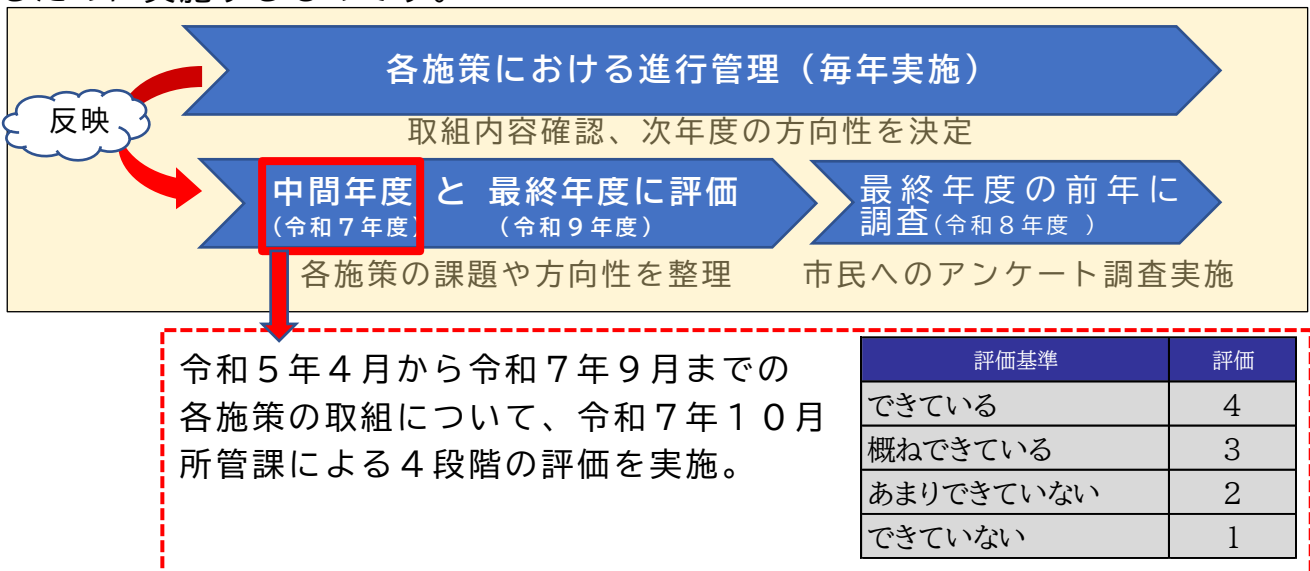 各施策における進行管理（毎年実施）
反映
取組内容確認、次年度の方向性を決定
中間年度 と 最終年度に評価
（令和７年度） （令和９年度）
最終年度の前年に
調査（令和８年度 ）
各施策の課題や方向性を整理
市民へのアンケート調査実施
令和５年４月から令和７年９月までの
各施策の取組について、令和７年１０月
所管課による４段階の評価を実施。
評価基準 評価
できている 4
概ねできている 3
あまりできていない 2
できていない 1